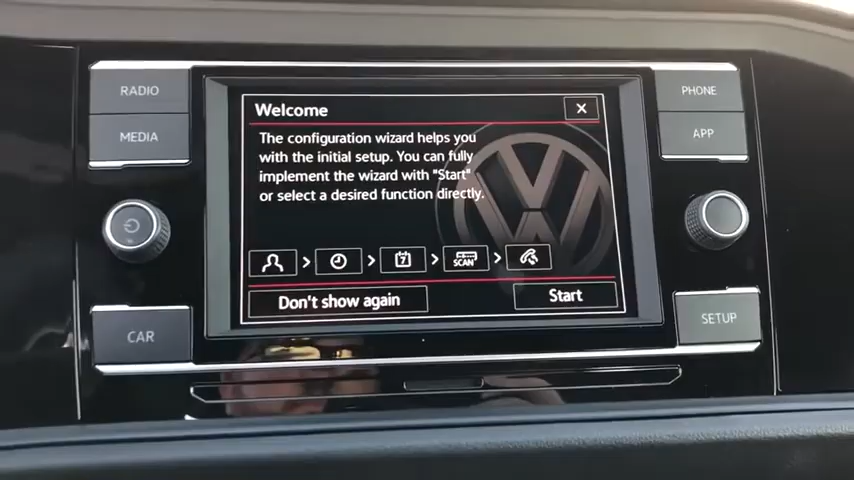 RADIO
MEDIA
CAR
Welcome
X
The configuration wizard helps you
with the initial setup. You can fully
implement the wizard with "Start"
or select a desired function directly.
7
SCAN
Don't show again
Start
PHONE
APP
SETUP